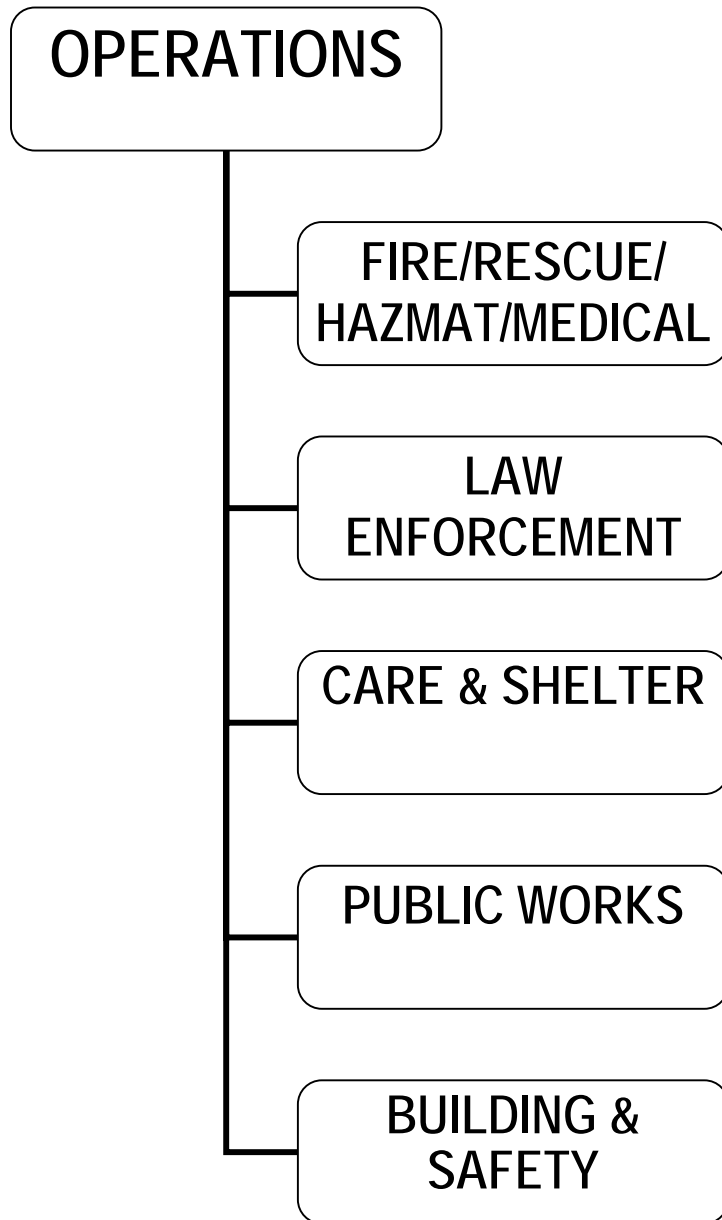 OPERATIONS
FIRE/RESCUE/
HAZMAT/MEDICAL
LAW
ENFORCEMENT
CARE & SHELTER
PUBLIC WORKS
BUILDING &
SAFETY